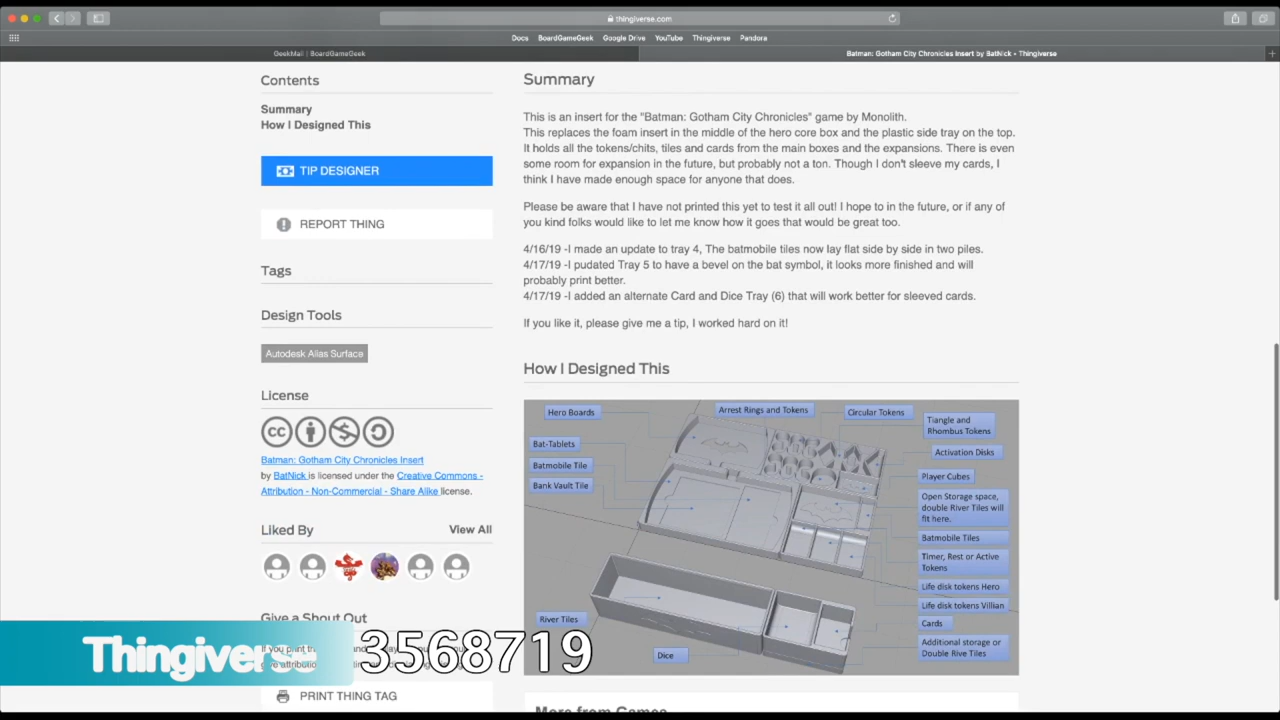 thingiverse.com
Docs BoardGameGeek Google Drive YouTube Thingiverse Pandora
GeekMail | BoardGameGeek
Batman: Gotham City Chronicles Insert by BatNick - Thingiverse
Contents
Summary
How I Designed This
TIP DESIGNER
REPORT THING
Tags
Design Tools
Autodesk Alias Surface
License
Batman: Gotham City Chronicles Insert
by BatNick is licensed under the Creative Commons -
Attribution - Non-Commercial - Share Alike license.
Liked By View All
Give a Shout Out
If you print
PRINT THING TAG
Summary
This is an insert for the "Batman: Gotham City Chronicles" game by Monolith.
This replaces the foam insert in the middle of the hero core box and the plastic side tray on the top.
It holds all the tokens/chits, tiles and cards from the main boxes and the expansions. There is even
some room for expansion in the future, but probably not a ton. Though I don't sleeve my cards, I
think I have made enough space for anyone that does.
Please be aware that I have not printed this yet to test it all out! I hope to in the future, or if any of
you kind folks would like to let me know how it goes that would be great too.
4/16/19 -I made an update to tray 4, The batmobile tiles now lay flat side by side in two piles.
4/17/19 -I pudated Tray 5 to have a bevel on the bat symbol, it looks more finished and will
probably print better.
4/17/19 -I added an alternate Card and Dice Tray (6) that will work better for sleeved cards.
If you like it, please give me a tip, I worked hard on it!
How I Designed This
Hero Boards
Bat-Tablets
Batmobile Tile
Bank Vault Tile
Arrest Rings and Tokens
Circular Tokens
Tiangle and
Rhombus Tokens
Activation Disks
Player Cubes
Open Storage space,
double River Tiles will
fit here.
Batmobile Tiles
Timer, Rest or Active
Tokens
Life disk tokens Hero
Life disk tokens Villian
Cards
Additional storage or
Double Rive Tiles
River Tiles
Dice
Thingiverse 3568719
More from Games